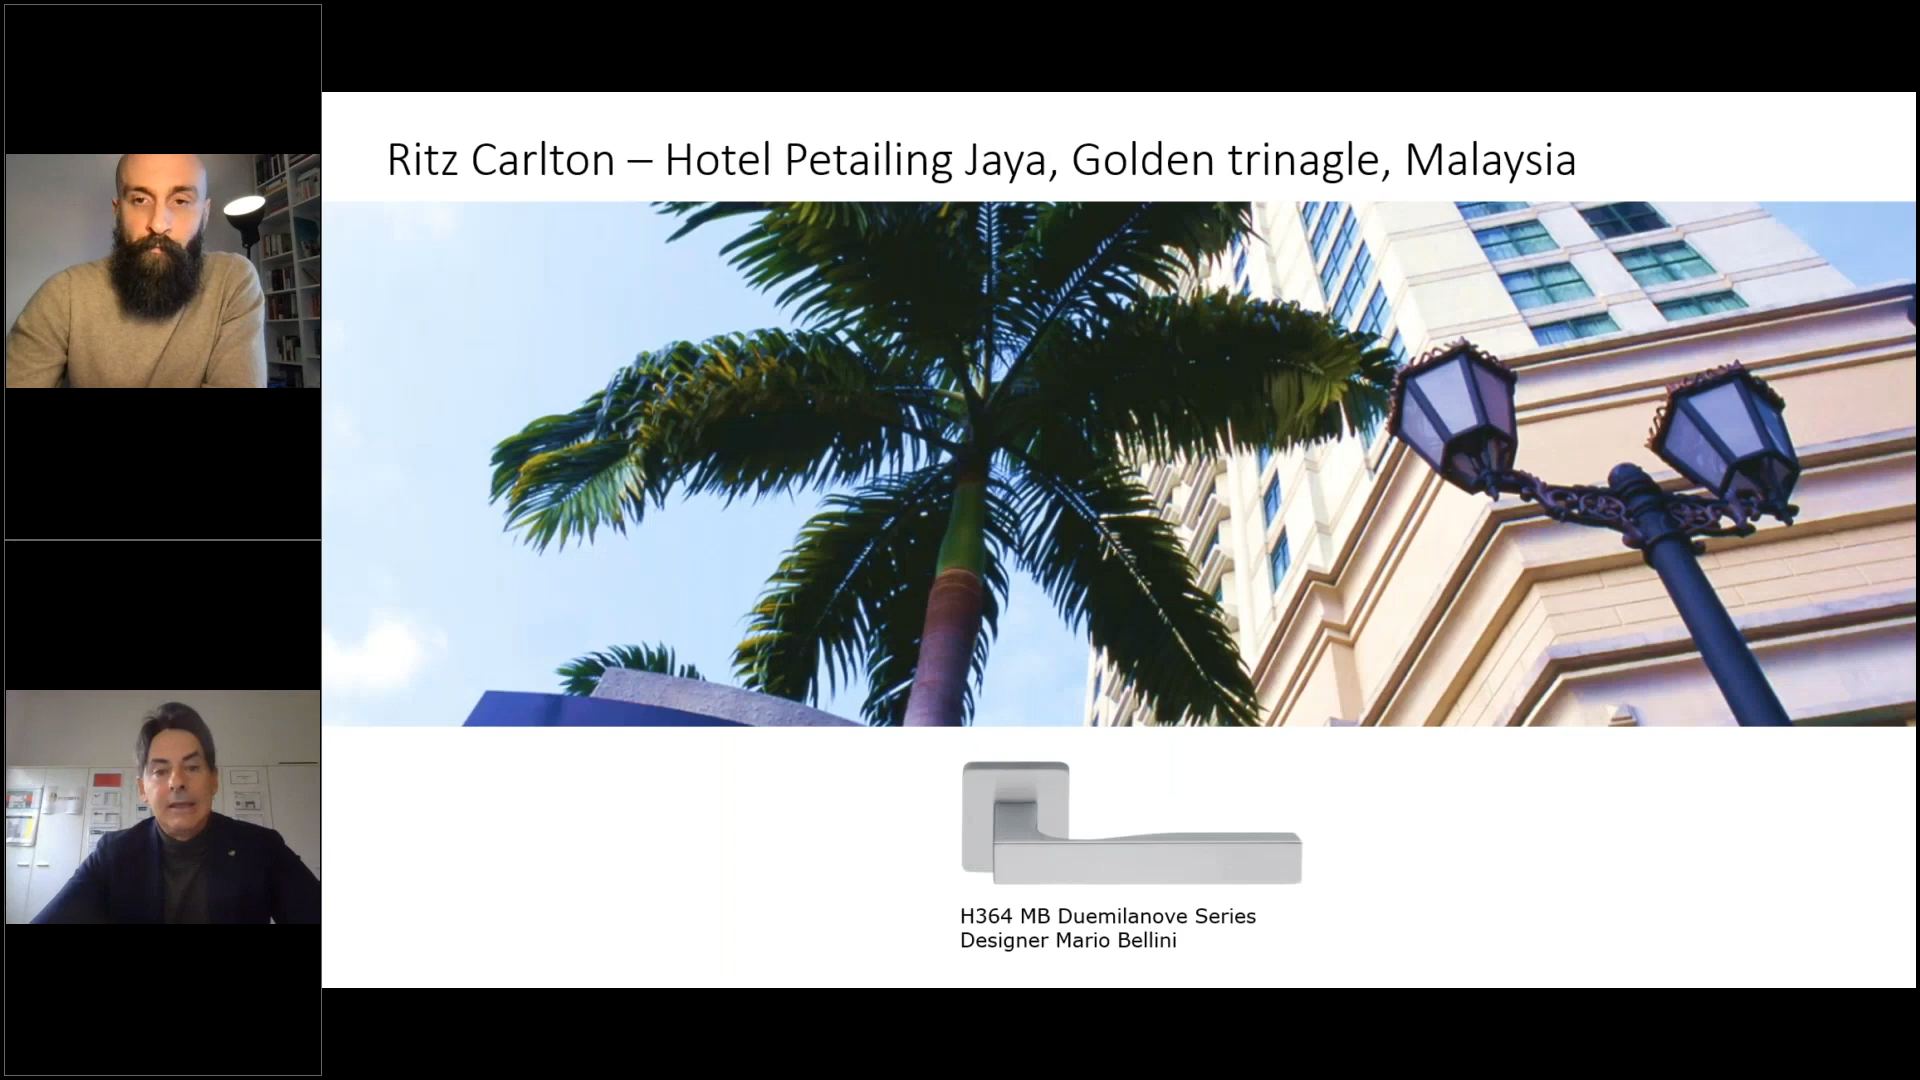 Ritz Carlton – Hotel Petailing Jaya, Golden trinagle, Malaysia
H364 MB Duemilanove Series
Designer Mario Bellini